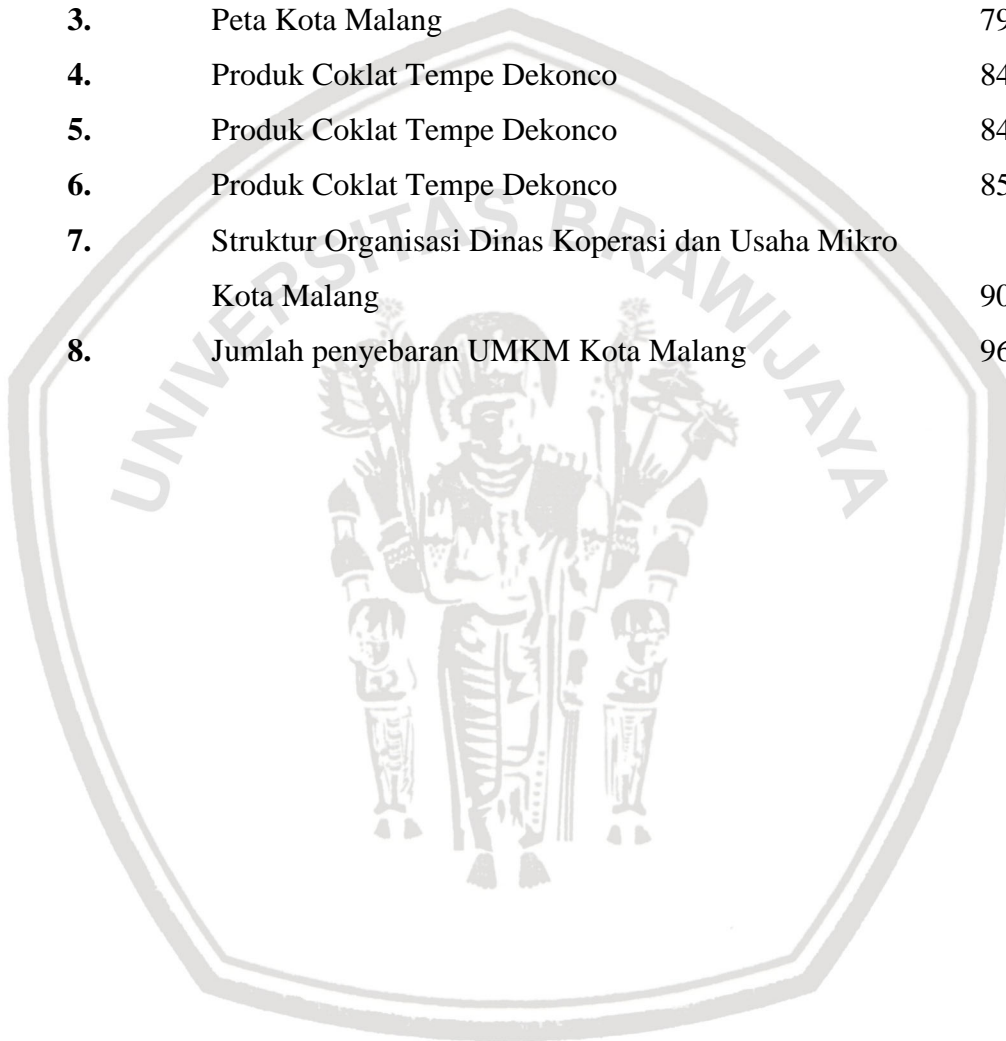 3. Peta Kota Malang 79
4. Produk Coklat Tempe Dekonco 84
5. Produk Coklat Tempe Dekonco 84
6. Produk Coklat Tempe Dekonco 85
7. Struktur Organisasi Dinas Koperasi dan Usaha Mikro
Kota Malang 90
8. Jumlah penyebaran UMKM Kota Malang 96
UNIVERSITAS BRAWIJAYA